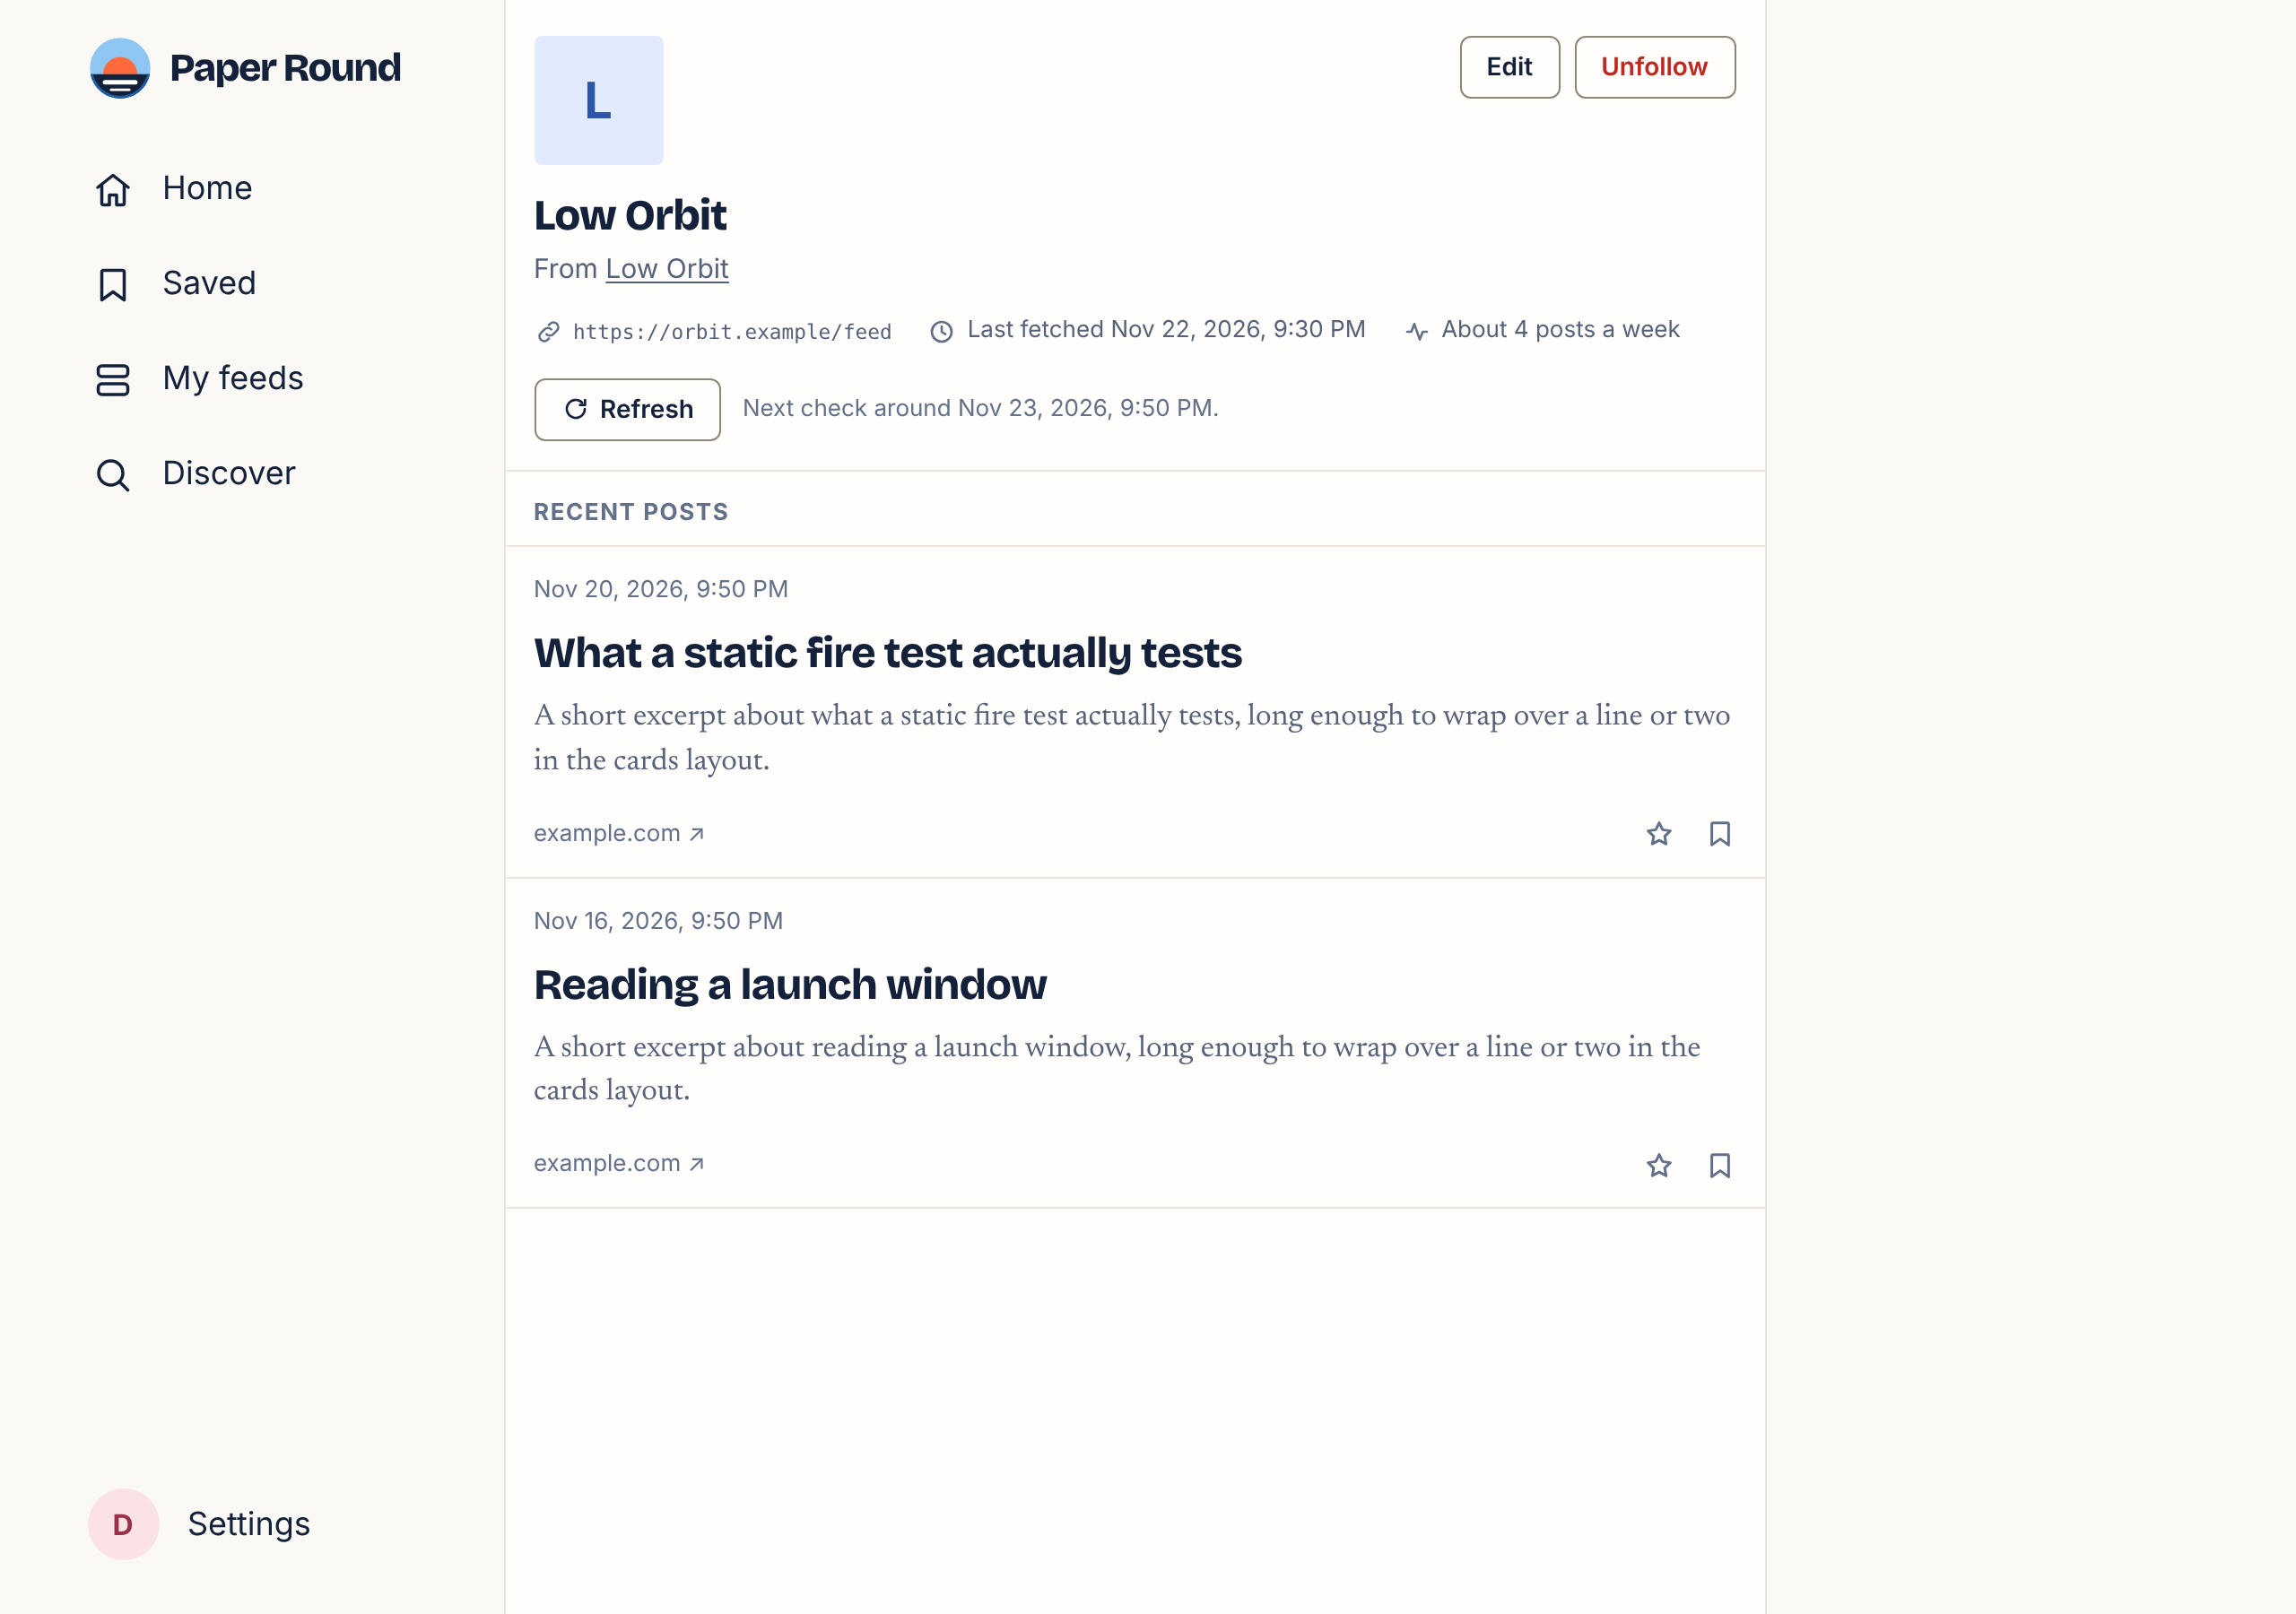 Paper Round
Home
Saved
My feeds
Discover
D
Settings
L
Edit
Unfollow
Low Orbit
From Low Orbit
https://orbit.example/feed
Last fetched Nov 22, 2026, 9:30 PM
About 4 posts a week
Refresh
Next check around Nov 23, 2026, 9:50 PM.
RECENT POSTS
Nov 20, 2026, 9:50 PM
What a static fire test actually tests
A short excerpt about what a static fire test actually tests, long enough to wrap over a line or two
in the cards layout.
example.com
Nov 16, 2026, 9:50 PM
Reading a launch window
A short excerpt about reading a launch window, long enough to wrap over a line or two in the
cards layout.
example.com